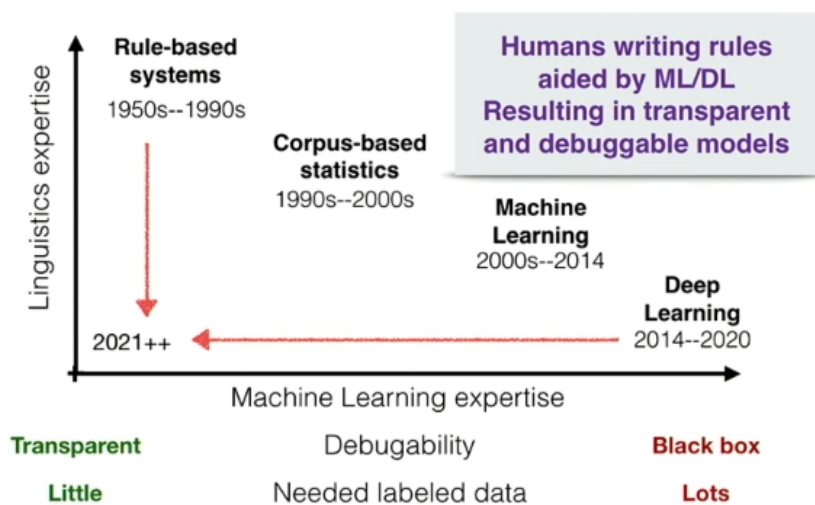 Rule-based
systems
1950s--1990s
Humans writing rules
aided by ML/DL
Resulting in transparent
and debuggable models
Corpus-based
statistics
1990s--2000s
Machine
Learning
2000s--2014
Deep
Learning
2014--2020
2021++
Linguistics expertise
Machine Learning expertise
Transparent Debugability Black box
Little Needed labeled data Lots